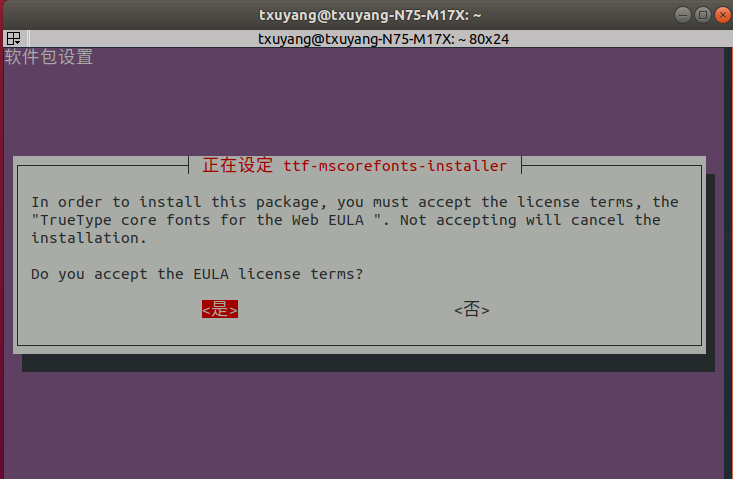 txuyang@txuyang-N75-M17X: ~
txuyang@txuyang-N75-M17X: ~ 80x24
软件包设置
正在设定 ttf-mscorefonts-installer
In order to install this package, you must accept the license terms, the
"TrueType core fonts for the Web EULA ". Not accepting will cancel the
installation.
Do you accept the EULA license terms?
<是> <否>